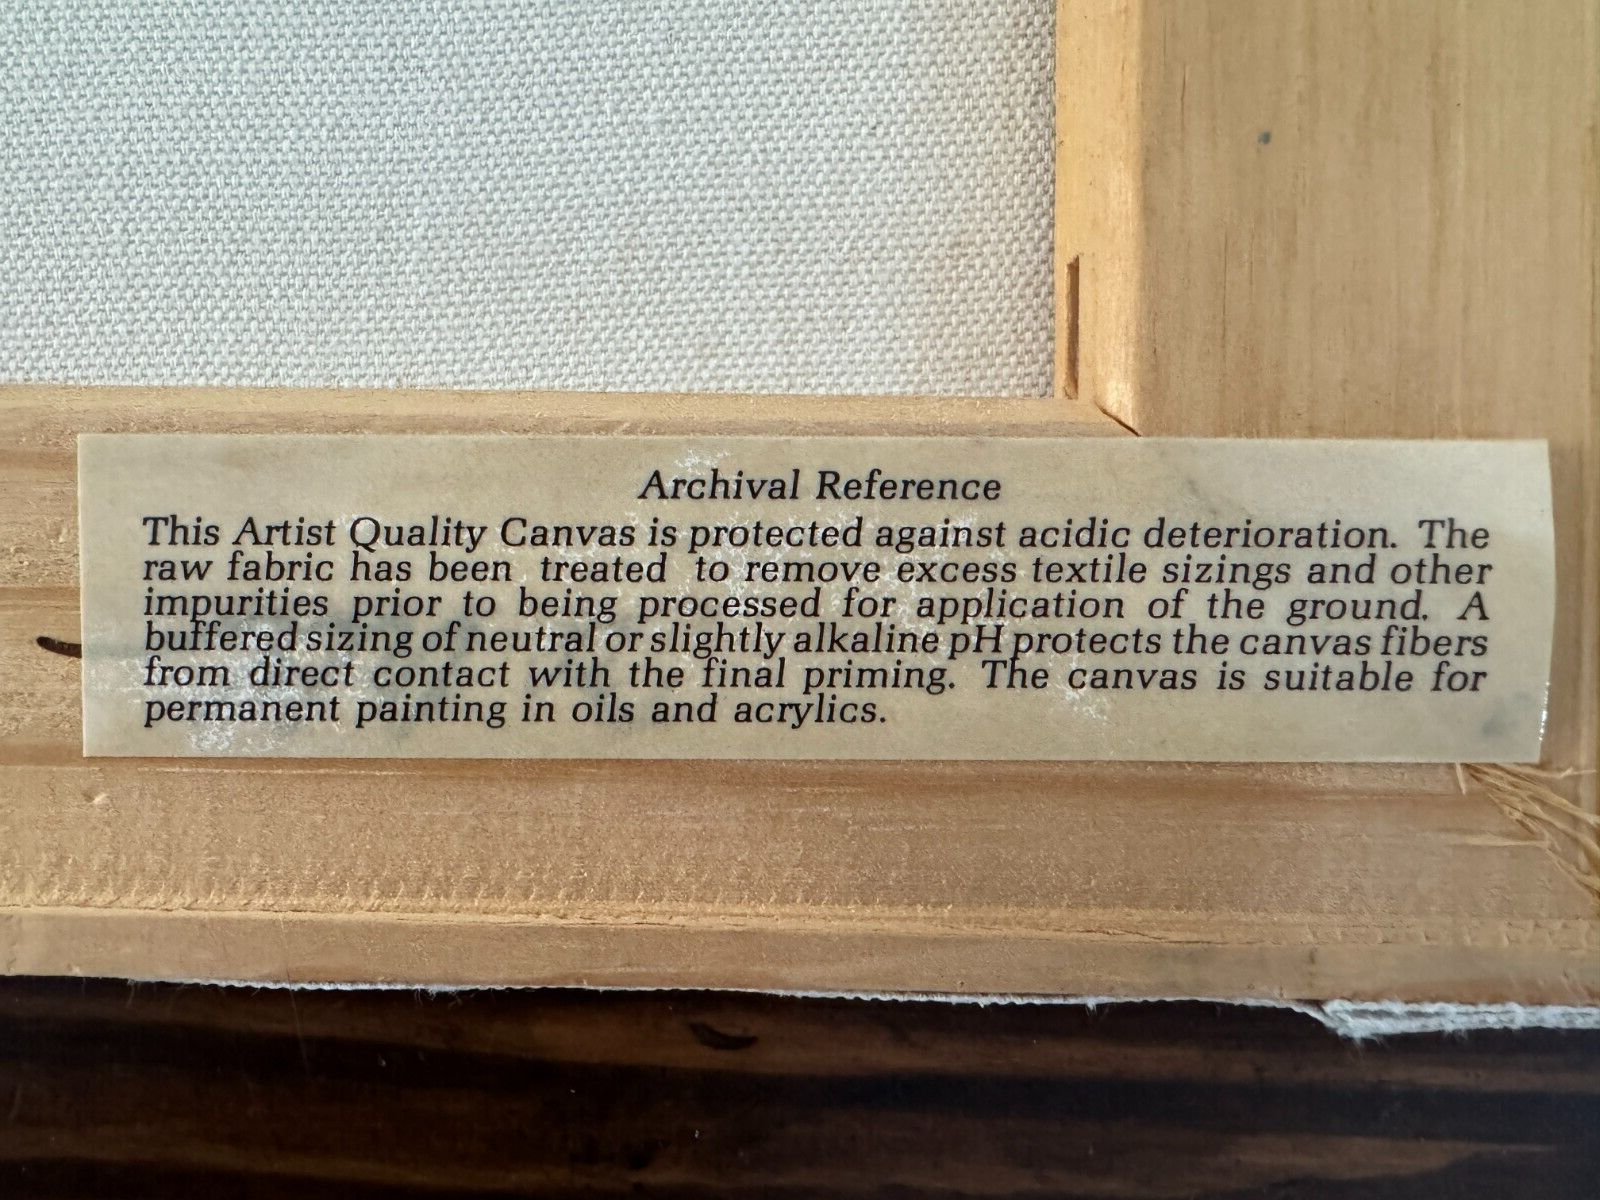 Archival Reference
This Artist Quality Canvas is protected against acidic deterioration. The
raw fabric has been treated to remove excess textile sizings and other
impurities prior to being processed for application of the ground. A
buffered sizing of neutral or slightly alkaline pH protects the canvas fibers
from direct contact with the final priming. The canvas is suitable for
permanent painting in oils and acrylics.